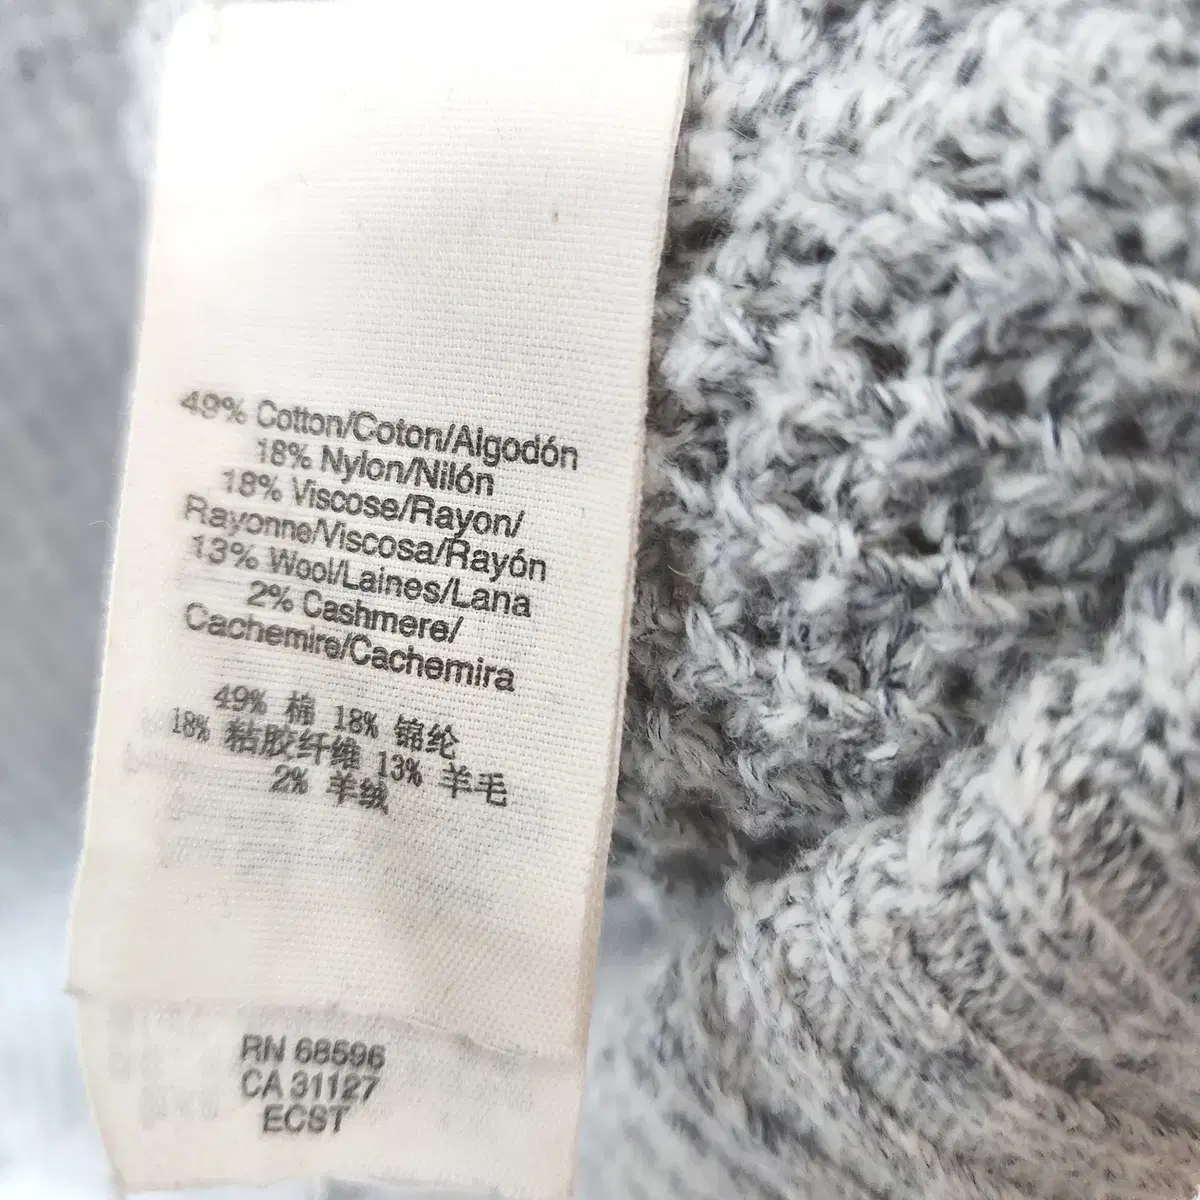 49% Cotton/Coton/Algodón
18% Nylon/Nilón
18% Viscose/Rayon/
Rayonne/Viscosa/Rayón
13% Wool/Laines/Lana
2% Cashmere/
Cachemire/Cachemira
49% 棉 18% 锦纶
18% 粘胶纤维 13% 羊毛
2% 羊绒
RN 68596
CA 31127
ECST